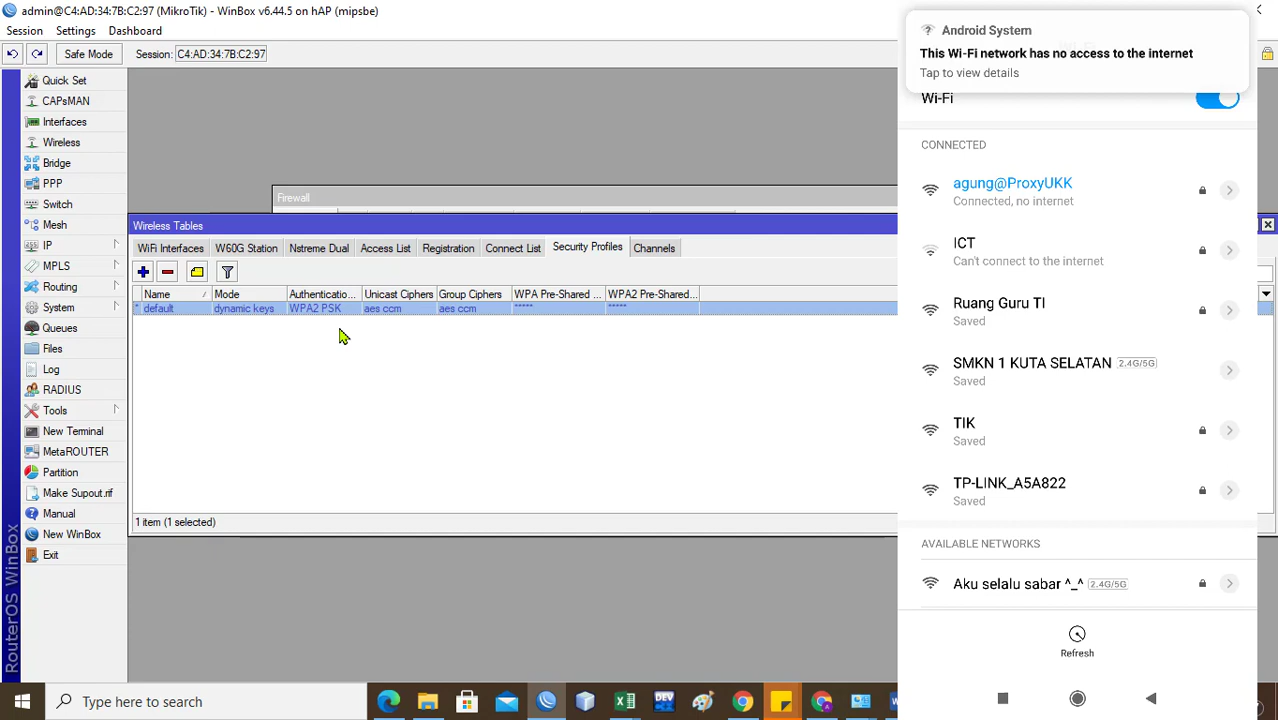 admin@C4:AD:34:7B:C2:97 (MikroTik) - WinBox v6.44.5 on hAP (mipsbe)
Session Settings Dashboard
Safe Mode Session: C4:AD:34:7B:C2:97
Quick Set
CAPsMAN
Interfaces
Wireless
Bridge
PPP
Switch
Mesh
IP
MPLS
Routing
System
Queues
Files
Log
RADIUS
Tools
New Terminal
MetaROUTER
Partition
Make Supout.rif
Manual
New WinBox
Exit
RouterOS WinBox
Firewall
Wireless Tables
WiFi Interfaces W60G Station Nstreme Dual Access List Registration Connect List Security Profiles Channels
Name Mode Authenticatio... Unicast Ciphers Group Ciphers WPA Pre-Shared ... WPA2 Pre-Shared...
* default dynamic keys WPA2 PSK aes ccm aes ccm ***** *****
1 item (1 selected)
Android System
This Wi-Fi network has no access to the internet
Tap to view details
Wi-Fi
CONNECTED
agung@ProxyUKK
Connected, no internet
ICT
Can't connect to the internet
Ruang Guru TI
Saved
SMKN 1 KUTA SELATAN 2.4G/5G
Saved
TIK
Saved
TP-LINK_A5A822
Saved
AVAILABLE NETWORKS
Aku selalu sabar ^_^ 2.4G/5G
Refresh
Type here to search
DEV